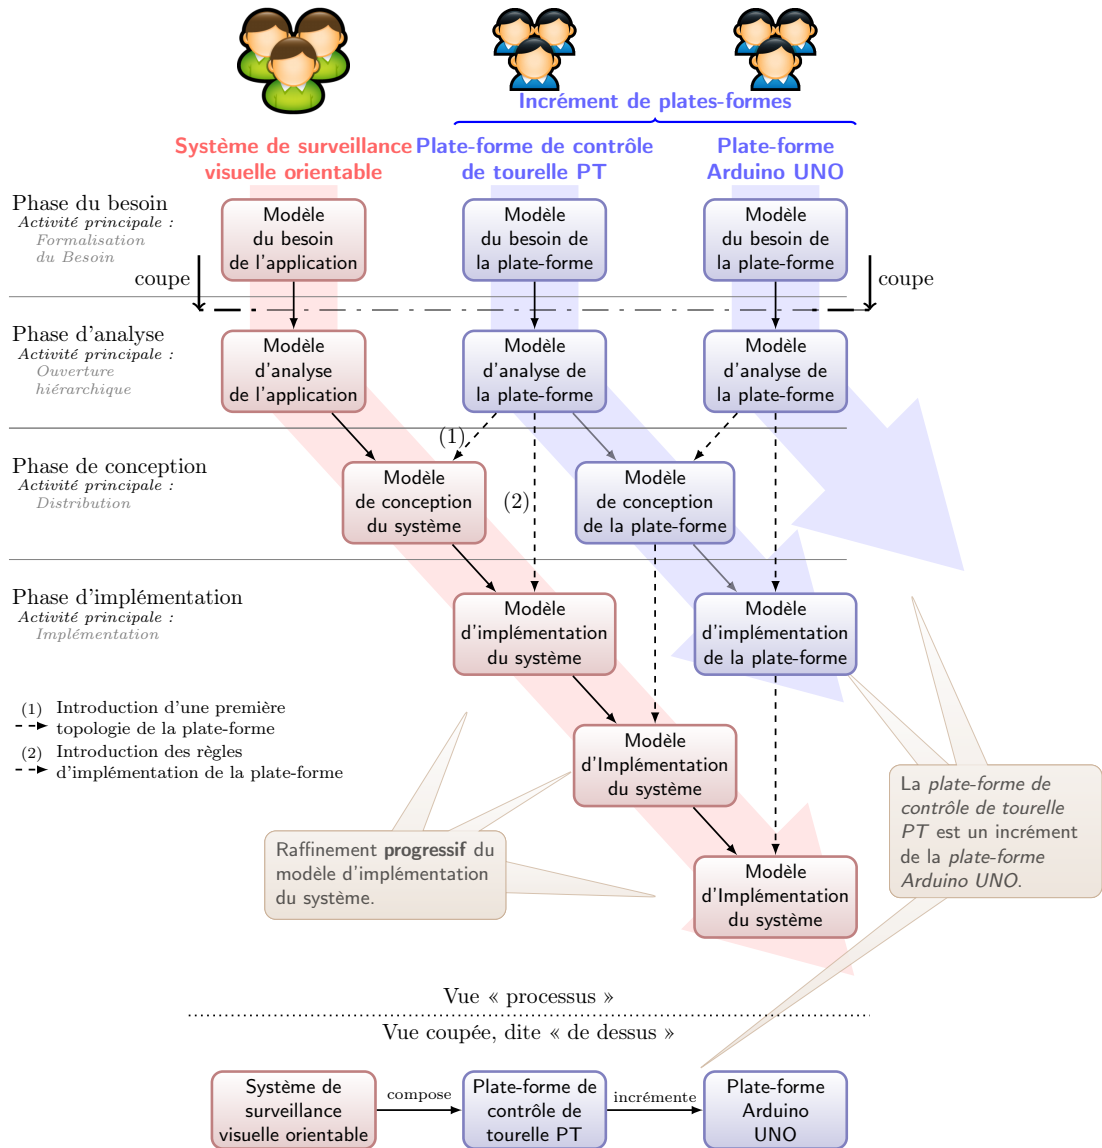 Incrément de plates-formes
Système de surveillance
visuelle orientable
Plate-forme de contrôle
de tourelle PT
Plate-forme
Arduino UNO
Phase du besoin
Activité principale :
Formalisation
du Besoin
Modèle
du besoin
de l'application
Modèle
du besoin de
la plate-forme
Modèle
du besoin de
la plate-forme
coupe
coupe
Phase d'analyse
Activité principale :
Ouverture
hiérarchique
Modèle
d'analyse
de l'application
Modèle
d'analyse de
la plate-forme
Modèle
d'analyse de
la plate-forme
(1)
Phase de conception
Activité principale :
Distribution
Modèle
de conception
du système
(2)
Modèle
de conception
de la plate-forme
Phase d'implémentation
Activité principale :
Implémentation
Modèle
d'implémentation
du système
Modèle
d'implémentation
de la plate-forme
(1) Introduction d'une première
topologie de la plate-forme
(2) Introduction des règles
d'implémentation de la plate-forme
Modèle
d'Implémentation
du système
La plate-forme de
contrôle de tourelle
PT est un incrément
de la plate-forme
Arduino UNO.
Raffinement progressif du
modèle d'implémentation
du système.
Modèle
d'Implémentation
du système
Vue « processus »
Vue coupée, dite « de dessus »
Système de
surveillance
visuelle orientable
compose
Plate-forme de
contrôle de
tourelle PT
incrémente
Plate-forme
Arduino
UNO